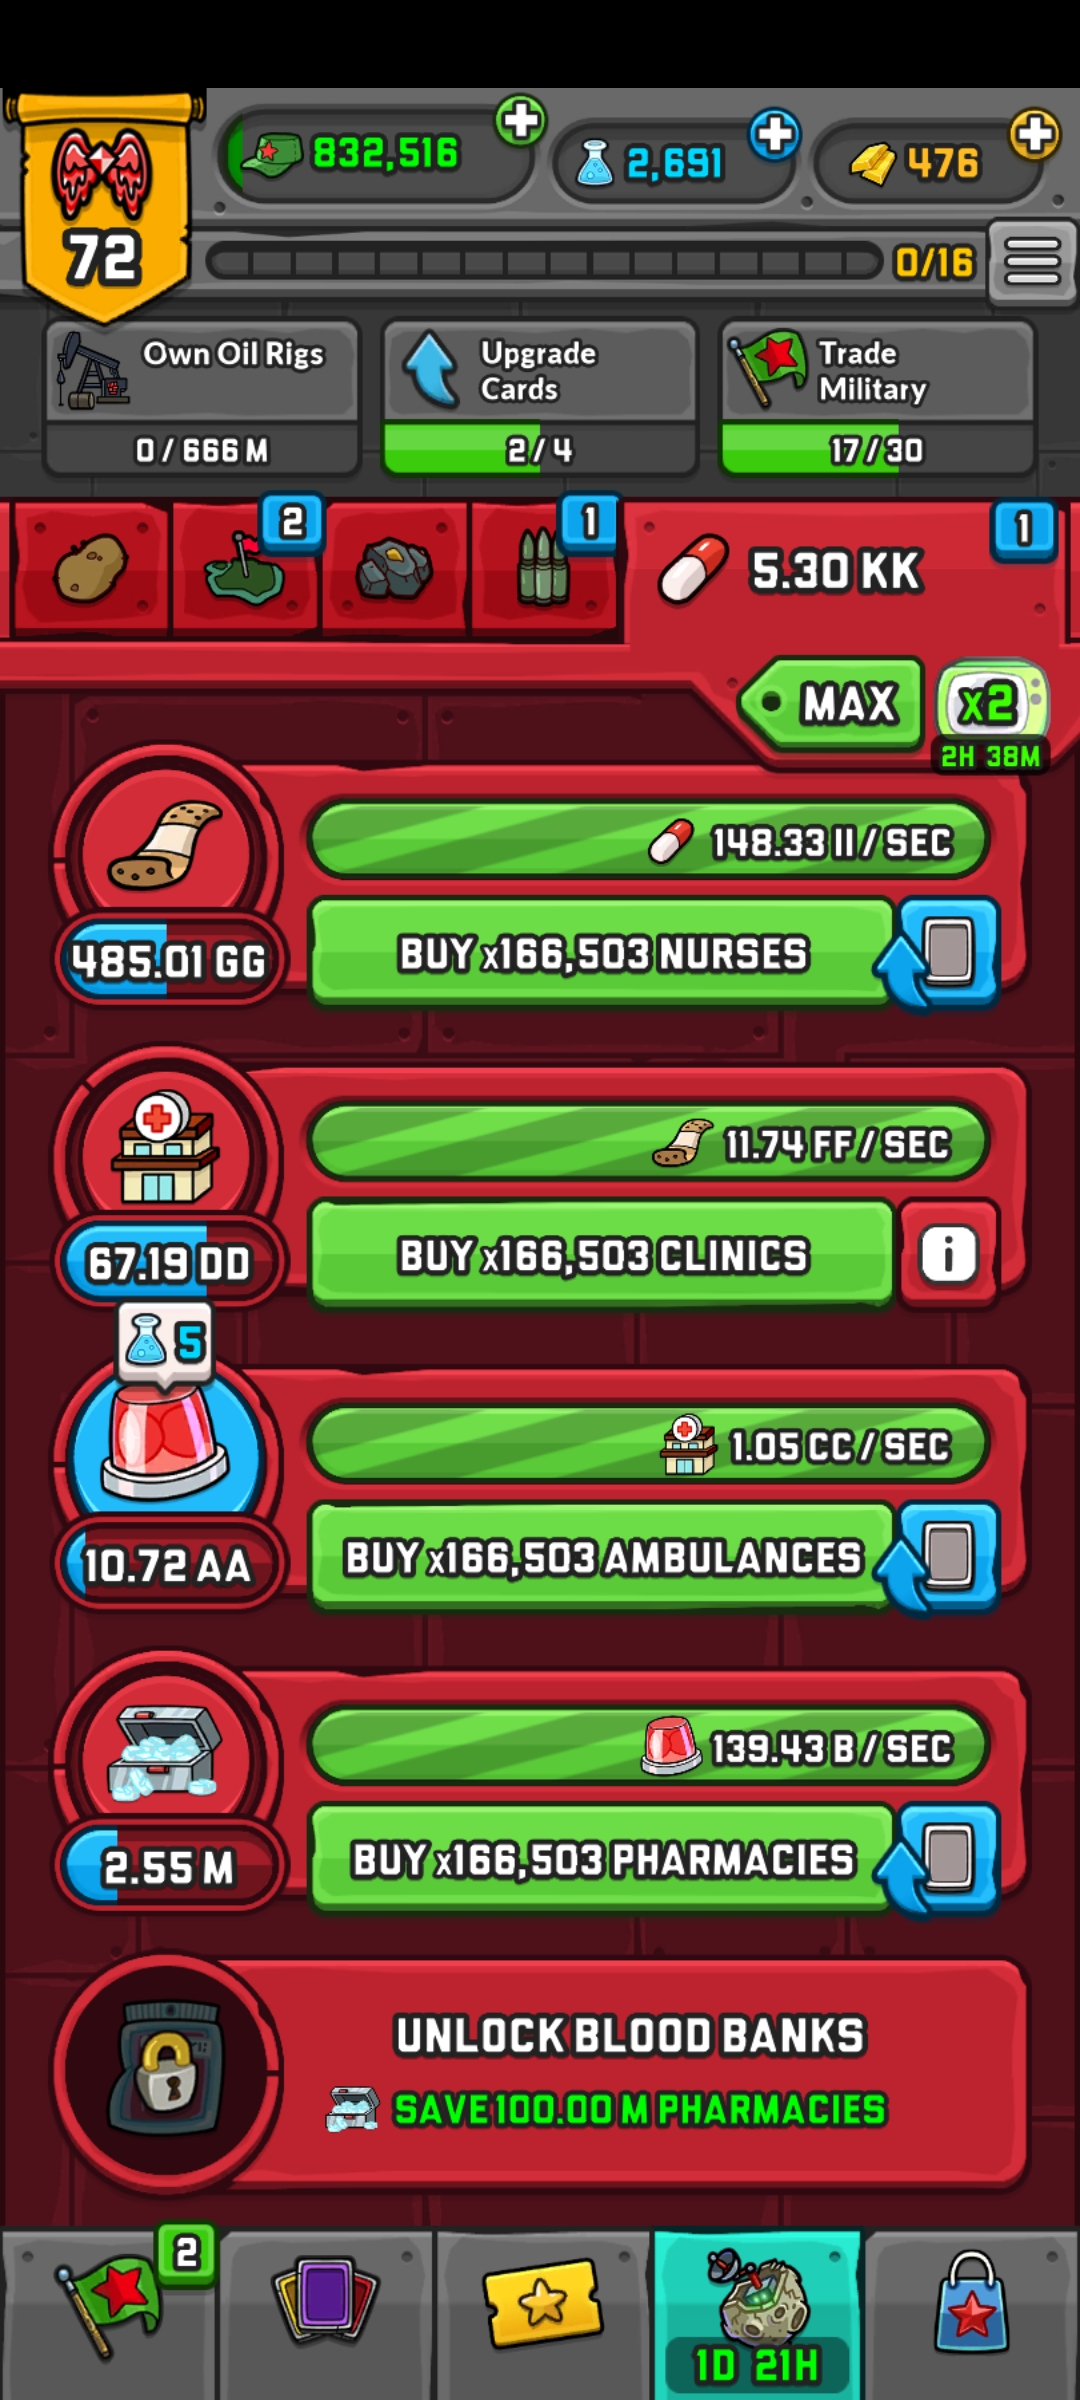 832,516
2,691
476
72
0/16
Own Oil Rigs
0 / 666 M
Upgrade
Cards
2 / 4
Trade
Military
17 / 30
2
1
5.30 KK
1
MAX
x2
2H 38M
148.33 II / SEC
485.01 GG
BUY x166,503 NURSES
11.74 FF / SEC
67.19 DD
BUY x166,503 CLINICS
i
5
1.05 CC / SEC
10.72 AA
BUY x166,503 AMBULANCES
139.43 B / SEC
2.55 M
BUY x166,503 PHARMACIES
UNLOCK BLOOD BANKS
SAVE 100.00 M PHARMACIES
2
1D 21H